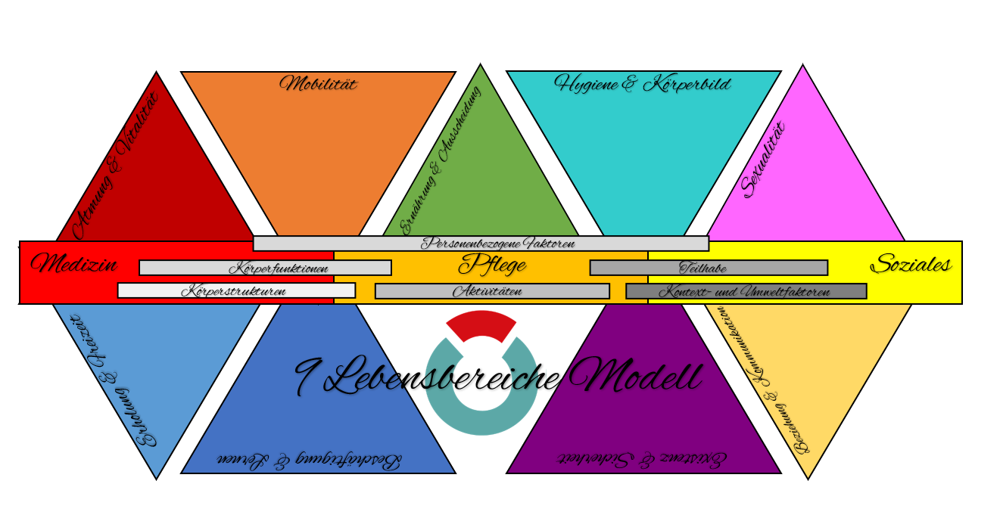 Atmung & Vitalität
Mobilität
Ernährung & Ausscheidung
Hygiene & Körperbild
Sexualität
Personenbezogene Faktoren
Medizin
Körperfunktionen
Pflege
Teilhabe
Soziales
Körperstrukturen
Aktivitäten
Kontext- und Umweltfaktoren
Erholung & Freizeit
9 Lebensbereiche Modell
Beziehung & Kommunikation
Beschäftigung & Lernen
Existenz & Sicherheit